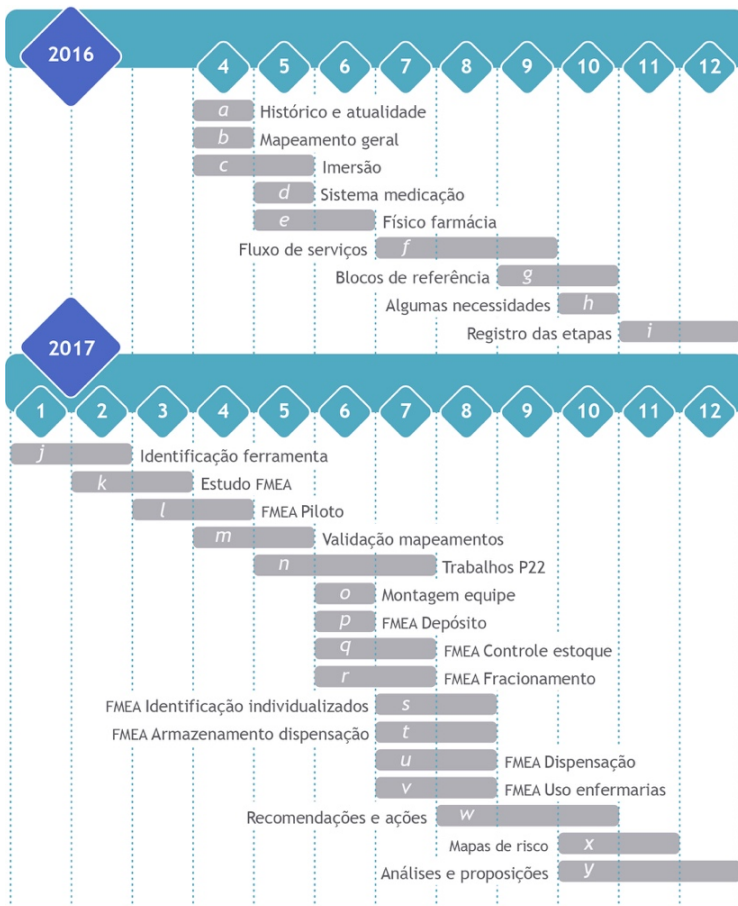 2016
4 5 6 7 8 9 10 11 12
a Histórico e atualidade
b Mapeamento geral
c Imersão
d Sistema medicação
e Físico farmácia
Fluxo de serviços f
Blocos de referência g
Algumas necessidades h
Registro das etapas i
2017
1 2 3 4 5 6 7 8 9 10 11 12
j Identificação ferramenta
k Estudo FMEA
l FMEA Piloto
m Validação mapeamentos
n Trabalhos P22
o Montagem equipe
p FMEA Depósito
q FMEA Controle estoque
r FMEA Fracionamento
FMEA Identificação individualizados s
FMEA Armazenamento dispensação t
u FMEA Dispensação
v FMEA Uso enfermarias
Recomendações e ações w
Mapas de risco x
Análises e proposições y